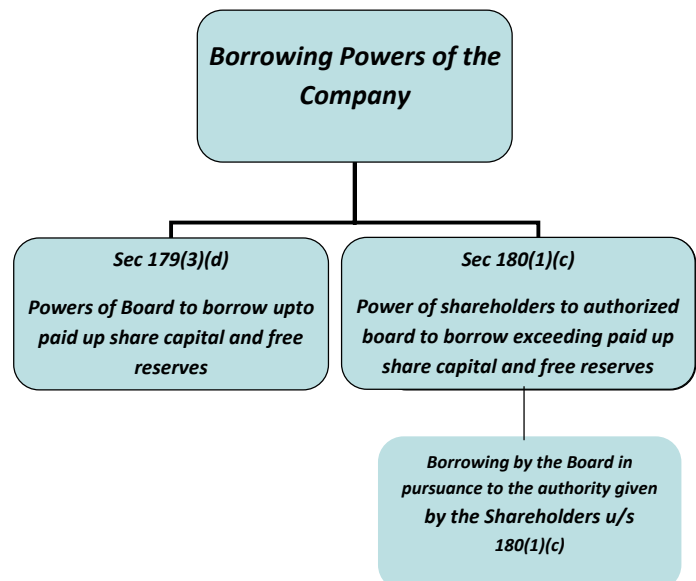 Borrowing Powers of the
Company
Sec 179(3)(d)
Powers of Board to borrow upto
paid up share capital and free
reserves
Sec 180(1)(c)
Power of shareholders to authorized
board to borrow exceeding paid up
share capital and free reserves
Borrowing by the Board in
pursuance to the authority given
by the Shareholders u/s
180(1)(c)